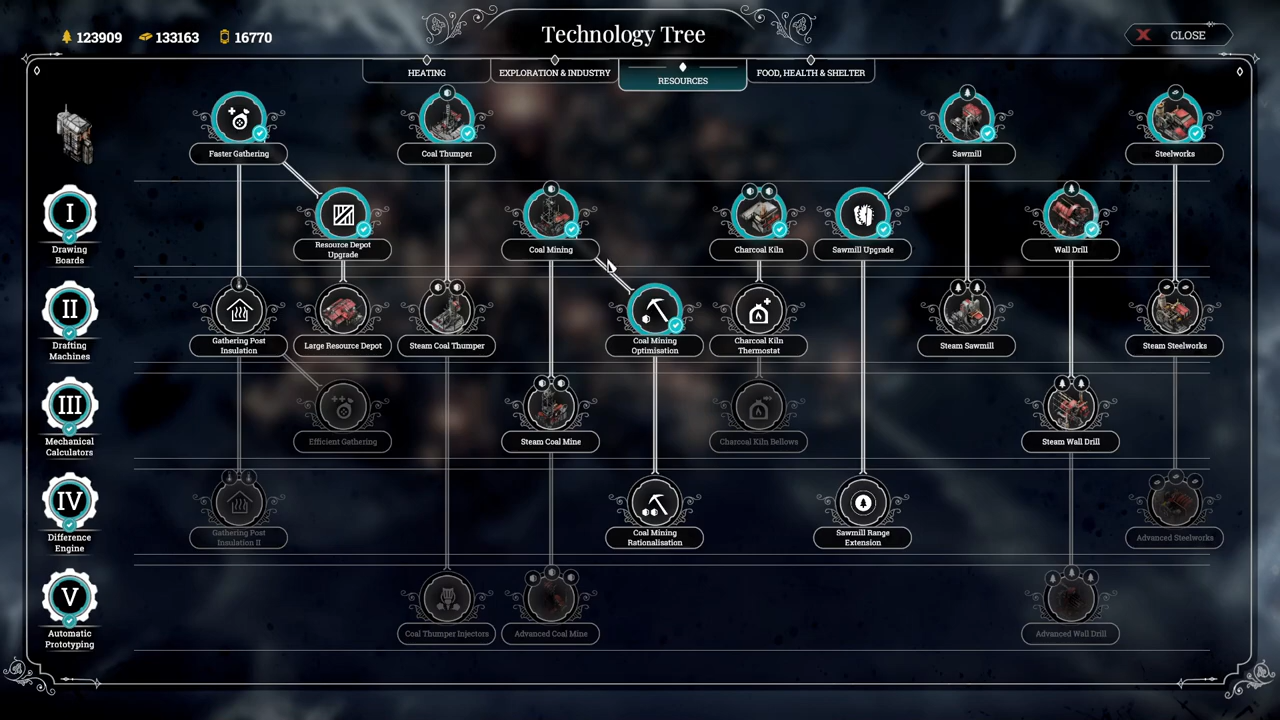 123909 133163 16770
Technology Tree
CLOSE
HEATING
EXPLORATION & INDUSTRY
RESOURCES
FOOD, HEALTH & SHELTER
Faster Gathering
Coal Thumper
Sawmill
Steelworks
I
Drawing
Boards
Resource Depot
Upgrade
Coal Mining
Charcoal Kiln
Sawmill Upgrade
Wall Drill
II
Drafting
Machines
Gathering Post
Insulation
Large Resource Depot
Steam Coal Thumper
Coal Mining
Optimisation
Charcoal Kiln
Thermostat
Steam Sawmill
Steam Steelworks
III
Mechanical
Calculators
Efficient Gathering
Steam Coal Mine
Charcoal Kiln Bellows
Steam Wall Drill
IV
Difference
Engine
Gathering Post
Insulation II
Coal Mining
Rationalisation
Sawmill Range
Extension
Advanced Steelworks
V
Automatic
Prototyping
Coal Thumper Injectors
Advanced Coal Mine
Advanced Wall Drill